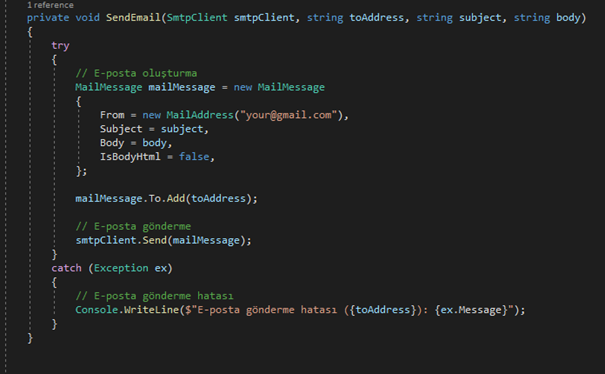 1 reference
private void SendEmail(SmtpClient smtpClient, string toAddress, string subject, string body)
{
try
{
// E-posta oluşturma
MailMessage mailMessage = new MailMessage
{
From = new MailAddress("your@gmail.com"),
Subject = subject,
Body = body,
IsBodyHtml = false,
};
mailMessage.To.Add(toAddress);
// E-posta gönderme
smtpClient.Send(mailMessage);
}
catch (Exception ex)
{
// E-posta gönderme hatası
Console.WriteLine($"E-posta gönderme hatası ({toAddress}): {ex.Message}");
}
}